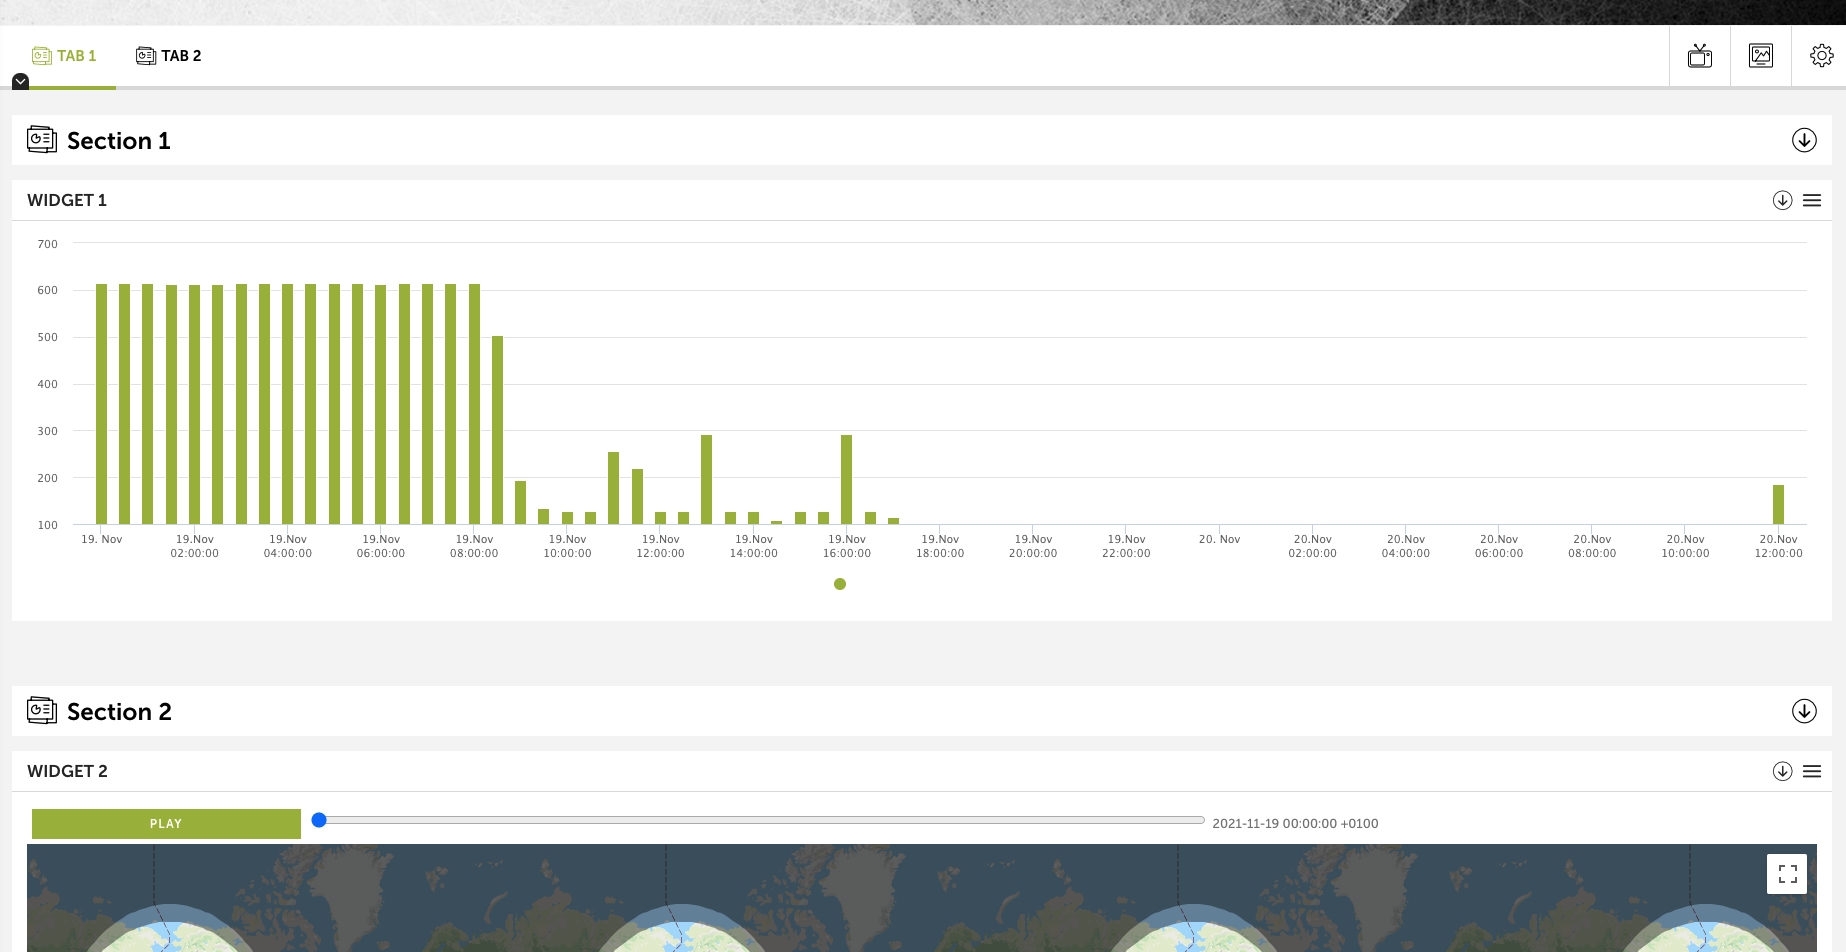 TAB 1
TAB 2
Section 1
WIDGET 1
700
600
500
400
300
200
100
19. Nov
19.Nov 02:00:00
19.Nov 04:00:00
19.Nov 06:00:00
19.Nov 08:00:00
19.Nov 10:00:00
19.Nov 12:00:00
19.Nov 14:00:00
19.Nov 16:00:00
19.Nov 18:00:00
19.Nov 20:00:00
19.Nov 22:00:00
20. Nov
20.Nov 02:00:00
20.Nov 04:00:00
20.Nov 06:00:00
20.Nov 08:00:00
20.Nov 10:00:00
20.Nov 12:00:00
Section 2
WIDGET 2
PLAY
2021-11-19 00:00:00 +0100